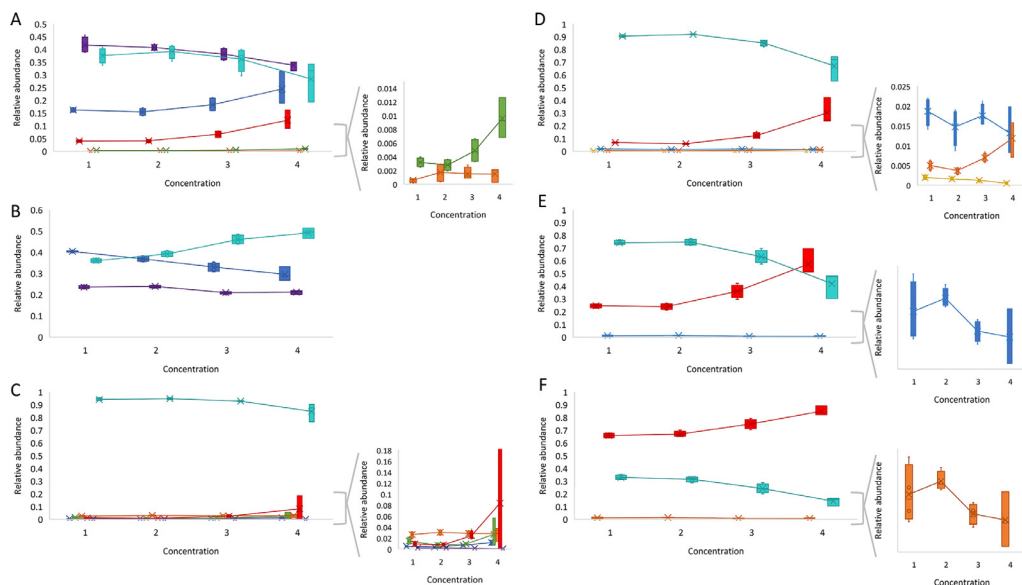 A
Relative abundance
0.5
0.45
0.4
0.35
0.3
0.25
0.2
0.15
0.1
0.05
0
1 2 3 4
Concentration
Relative abundance
0.014
0.012
0.01
0.008
0.006
0.004
0.002
0
1 2 3 4
Concentration
B
Relative abundance
0.6
0.5
0.4
0.3
0.2
0.1
0
1 2 3 4
Concentration
C
Relative abundance
1
0.9
0.8
0.7
0.6
0.5
0.4
0.3
0.2
0.1
0
1 2 3 4
Concentration
Relative abundance
0.18
0.16
0.14
0.12
0.1
0.08
0.06
0.04
0.02
0
1 2 3 4
Concentration
D
Relative abundance
1
0.9
0.8
0.7
0.6
0.5
0.4
0.3
0.2
0.1
0
1 2 3 4
Concentration
Relative abundance
0.025
0.02
0.015
0.01
0.005
0
1 2 3 4
Concentration
E
Relative abundance
1
0.9
0.8
0.7
0.6
0.5
0.4
0.3
0.2
0.1
0
1 2 3 4
Concentration
Relative abundance
1 2 3 4
Concentration
F
Relative abundance
1
0.9
0.8
0.7
0.6
0.5
0.4
0.3
0.2
0.1
0
1 2 3 4
Concentration
Relative abundance
1 2 3 4
Concentration